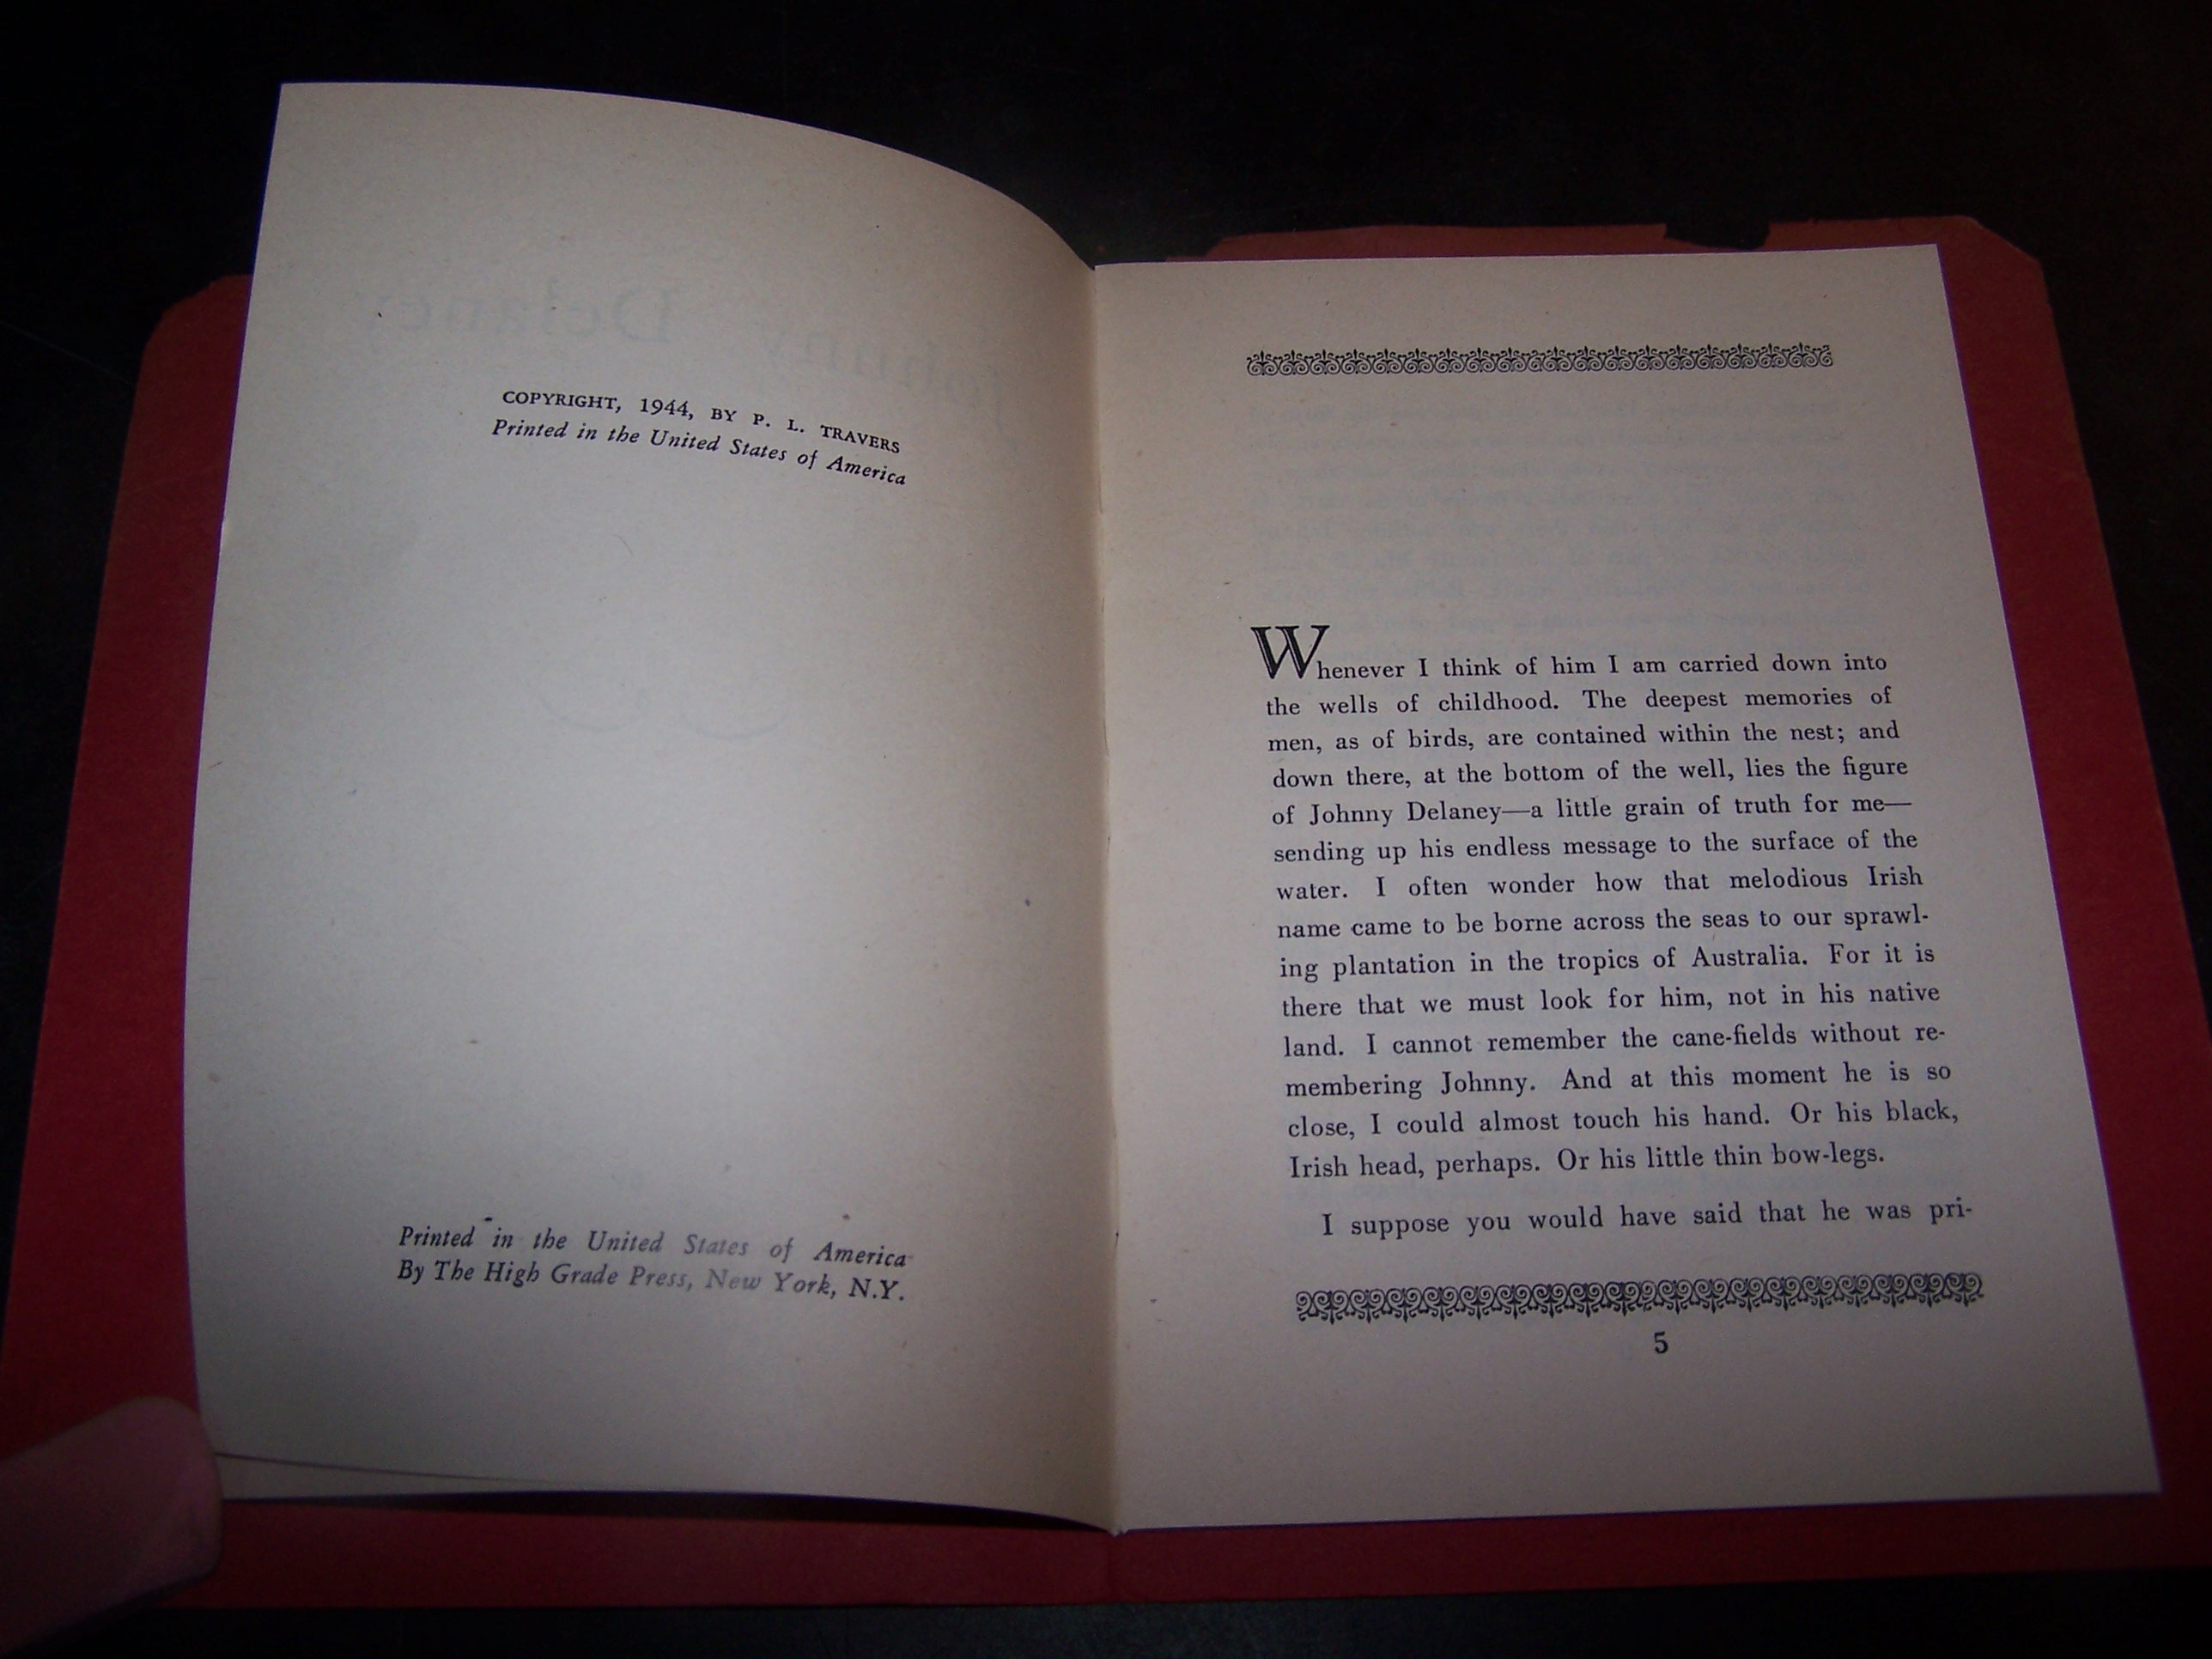 COPYRIGHT, 1944, BY P. L. TRAVERS
Printed in the United States of America
Printed in the United States of America
By The High Grade Press, New York, N.Y.
Whenever I think of him I am carried down into
the wells of childhood. The deepest memories of
men, as of birds, are contained within the nest; and
down there, at the bottom of the well, lies the figure
of Johnny Delaney—a little grain of truth for me—
sending up his endless message to the surface of the
water. I often wonder how that melodious Irish
name came to be borne across the seas to our sprawl-
ing plantation in the tropics of Australia. For it is
there that we must look for him, not in his native
land. I cannot remember the cane-fields without re-
membering Johnny. And at this moment he is so
close, I could almost touch his hand. Or his black,
Irish head, perhaps. Or his little thin bow-legs.
I suppose you would have said that he was pri-
5